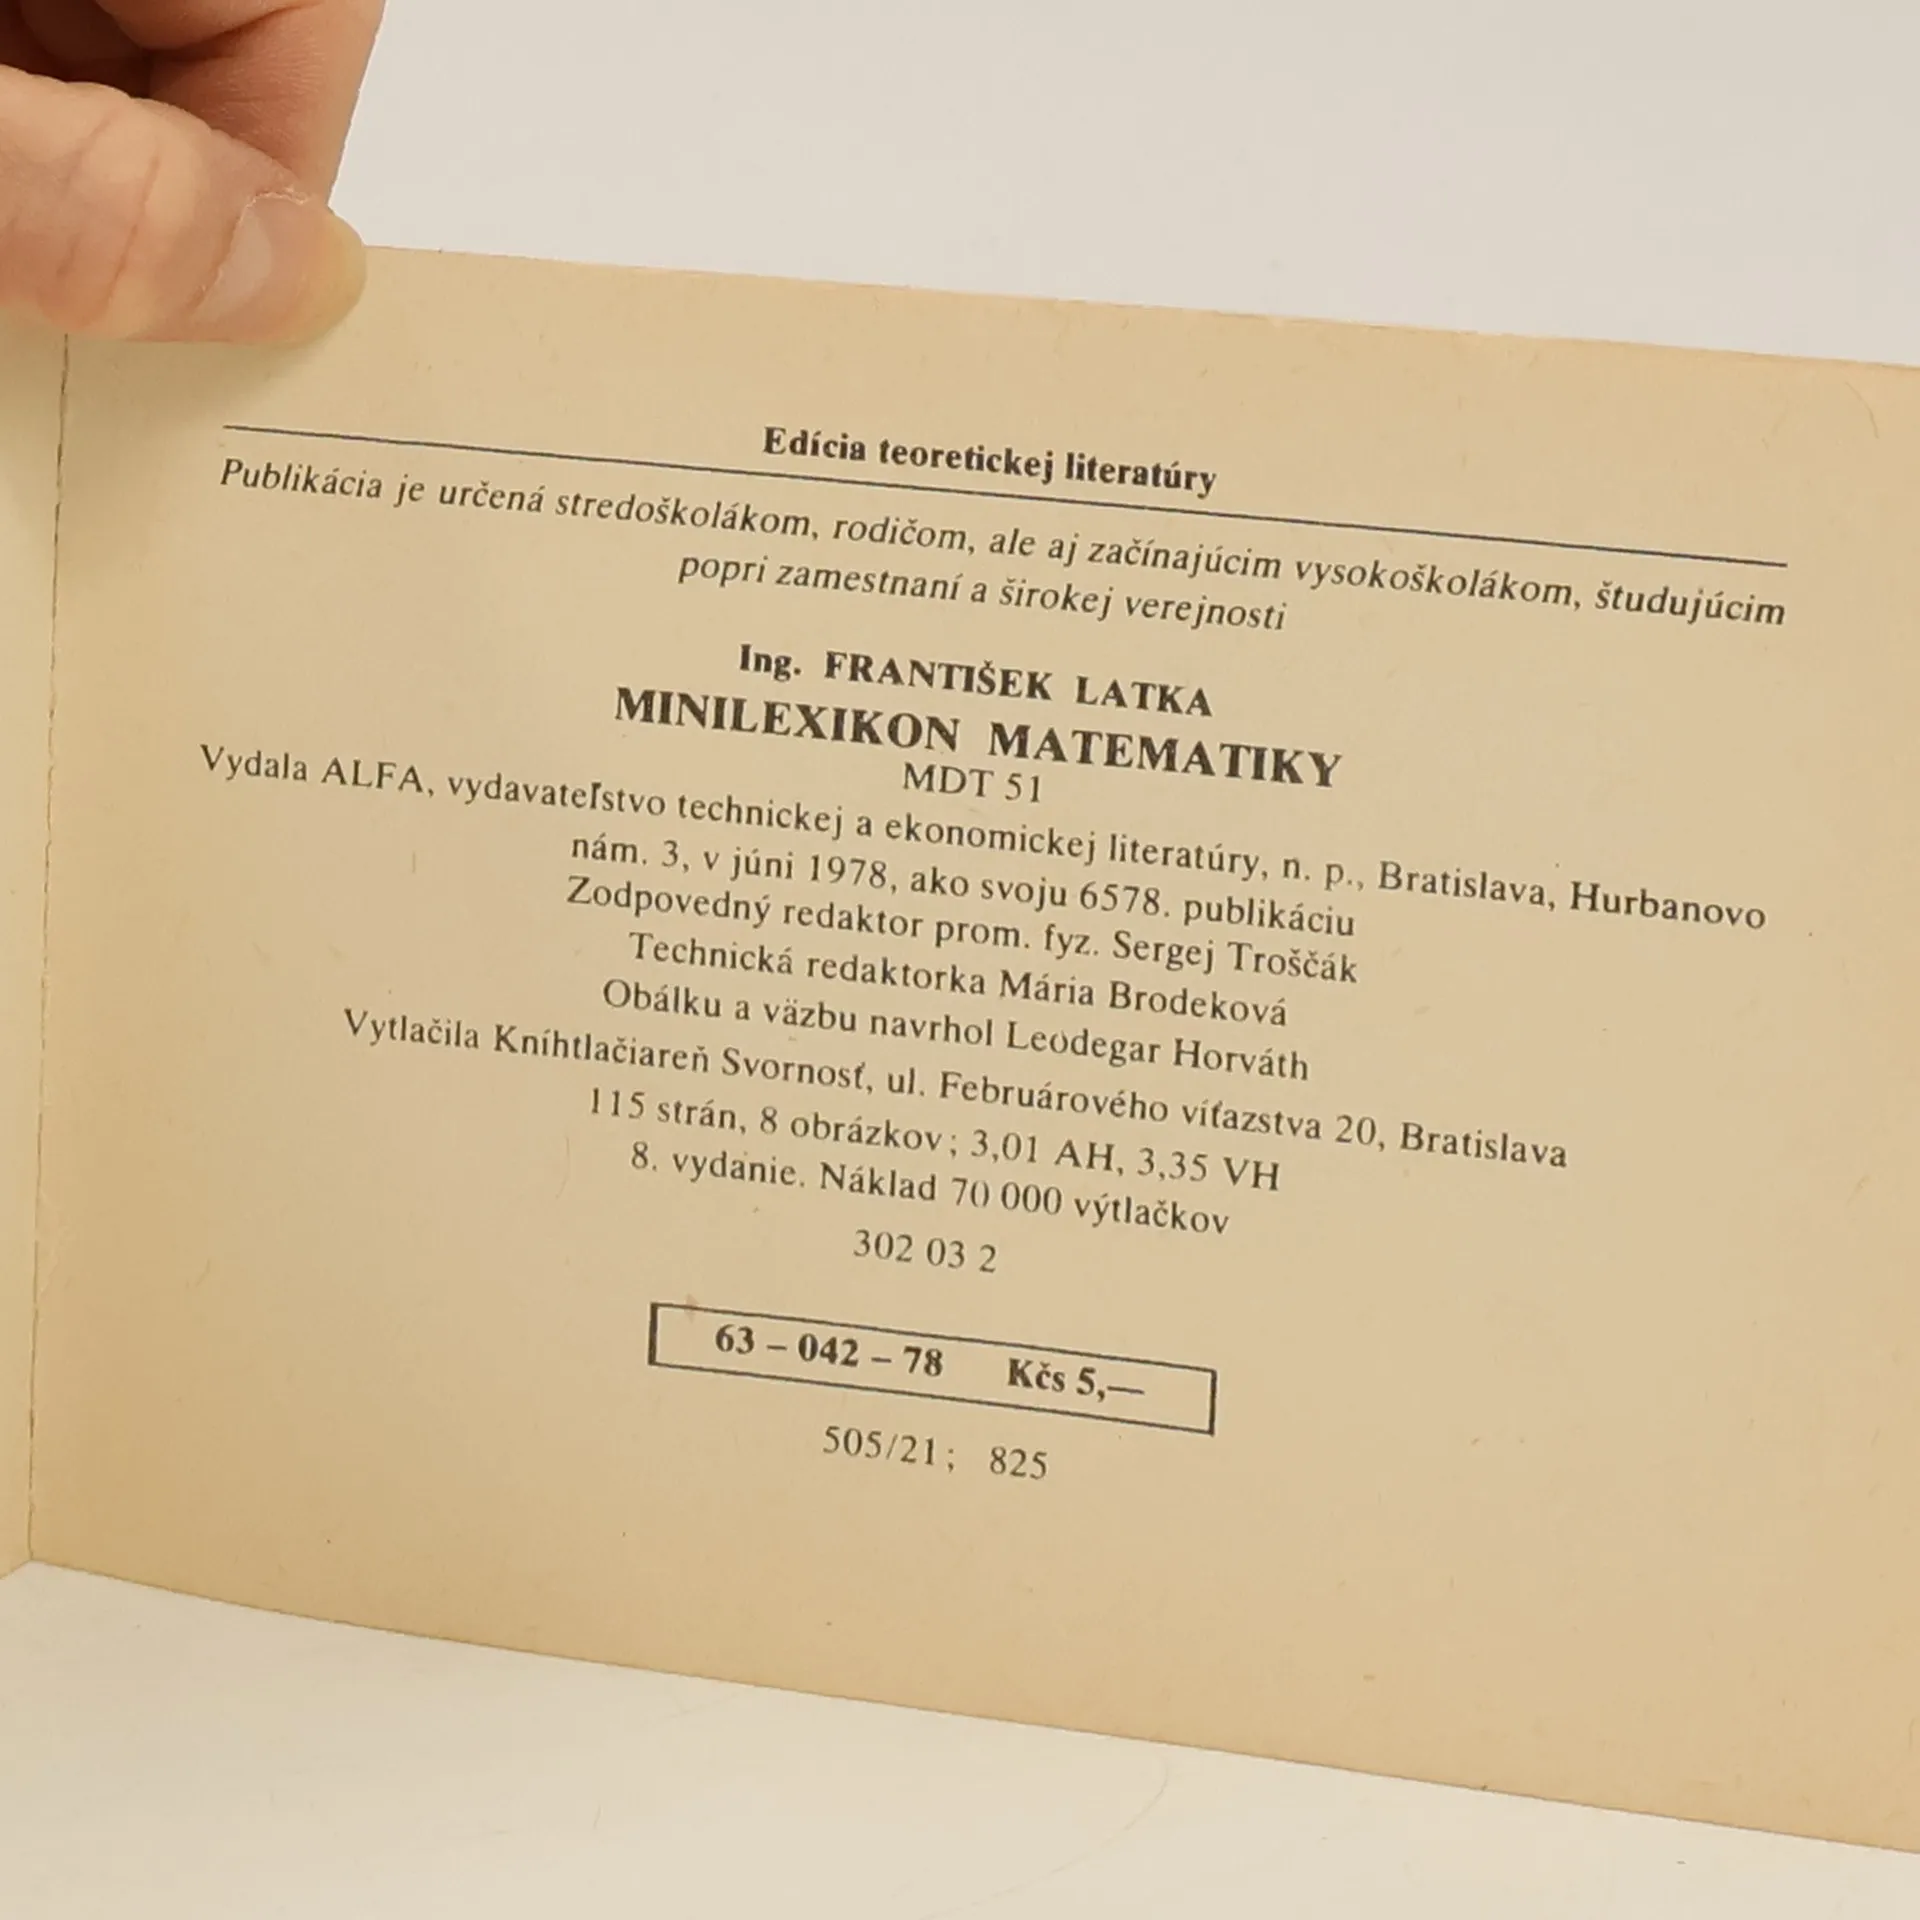 Edícia teoretickej literatúry
Publikácia je určená stredoškolákom, rodičom, ale aj začínajúcim vysokoškolákom, študujúcim
popri zamestnaní a širokej verejnosti
Ing. FRANTIŠEK LATKA
MINILEXIKON MATEMATIKY
MDT 51
Vydala ALFA, vydavateľstvo technickej a ekonomickej literatúry, n. p., Bratislava, Hurbanovo
nám. 3, v júni 1978, ako svoju 6578. publikáciu
Zodpovedný redaktor prom. fyz. Sergej Troščák
Technická redaktorka Mária Brodeková
Obálku a väzbu navrhol Leodegar Horváth
Vytlačila Kníhtlačiareň Svornosť, ul. Februárového víťazstva 20, Bratislava
115 strán, 8 obrázkov; 3,01 AH, 3,35 VH
8. vydanie. Náklad 70 000 výtlačkov
302 03 2
63 – 042 – 78 Kčs 5,—
505/21; 825